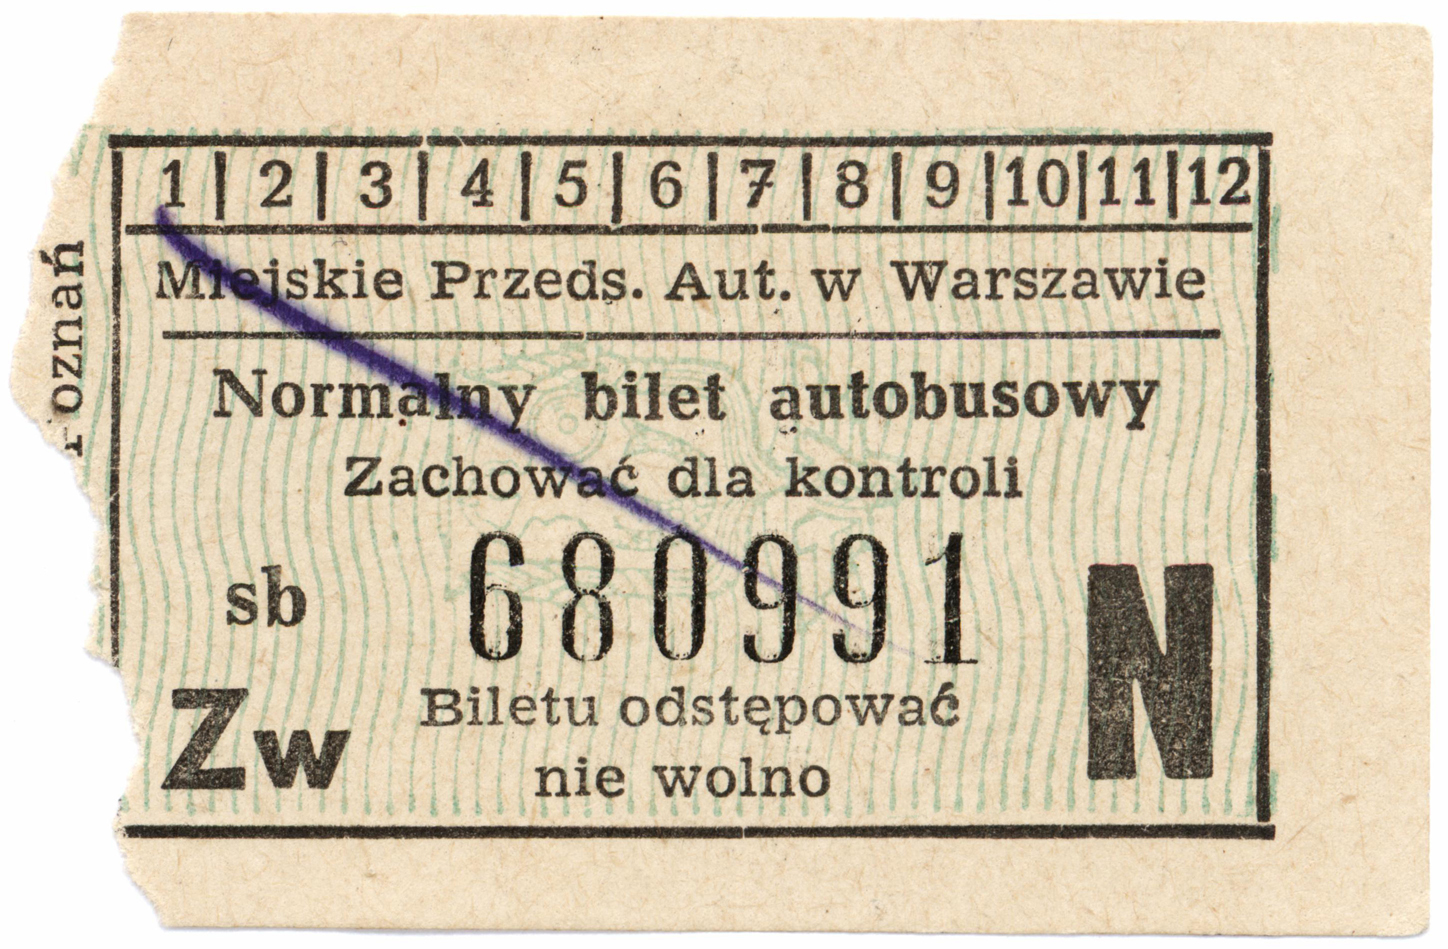 1 | 2 | 3 | 4 | 5 | 6 | 7 | 8 | 9 | 10 | 11 | 12
Miejskie Przeds. Aut. w Warszawie
Normalny bilet autobusowy
Zachować dla kontroli
sb 680991
N
Zw
Biletu odstępować
nie wolno
Poznań